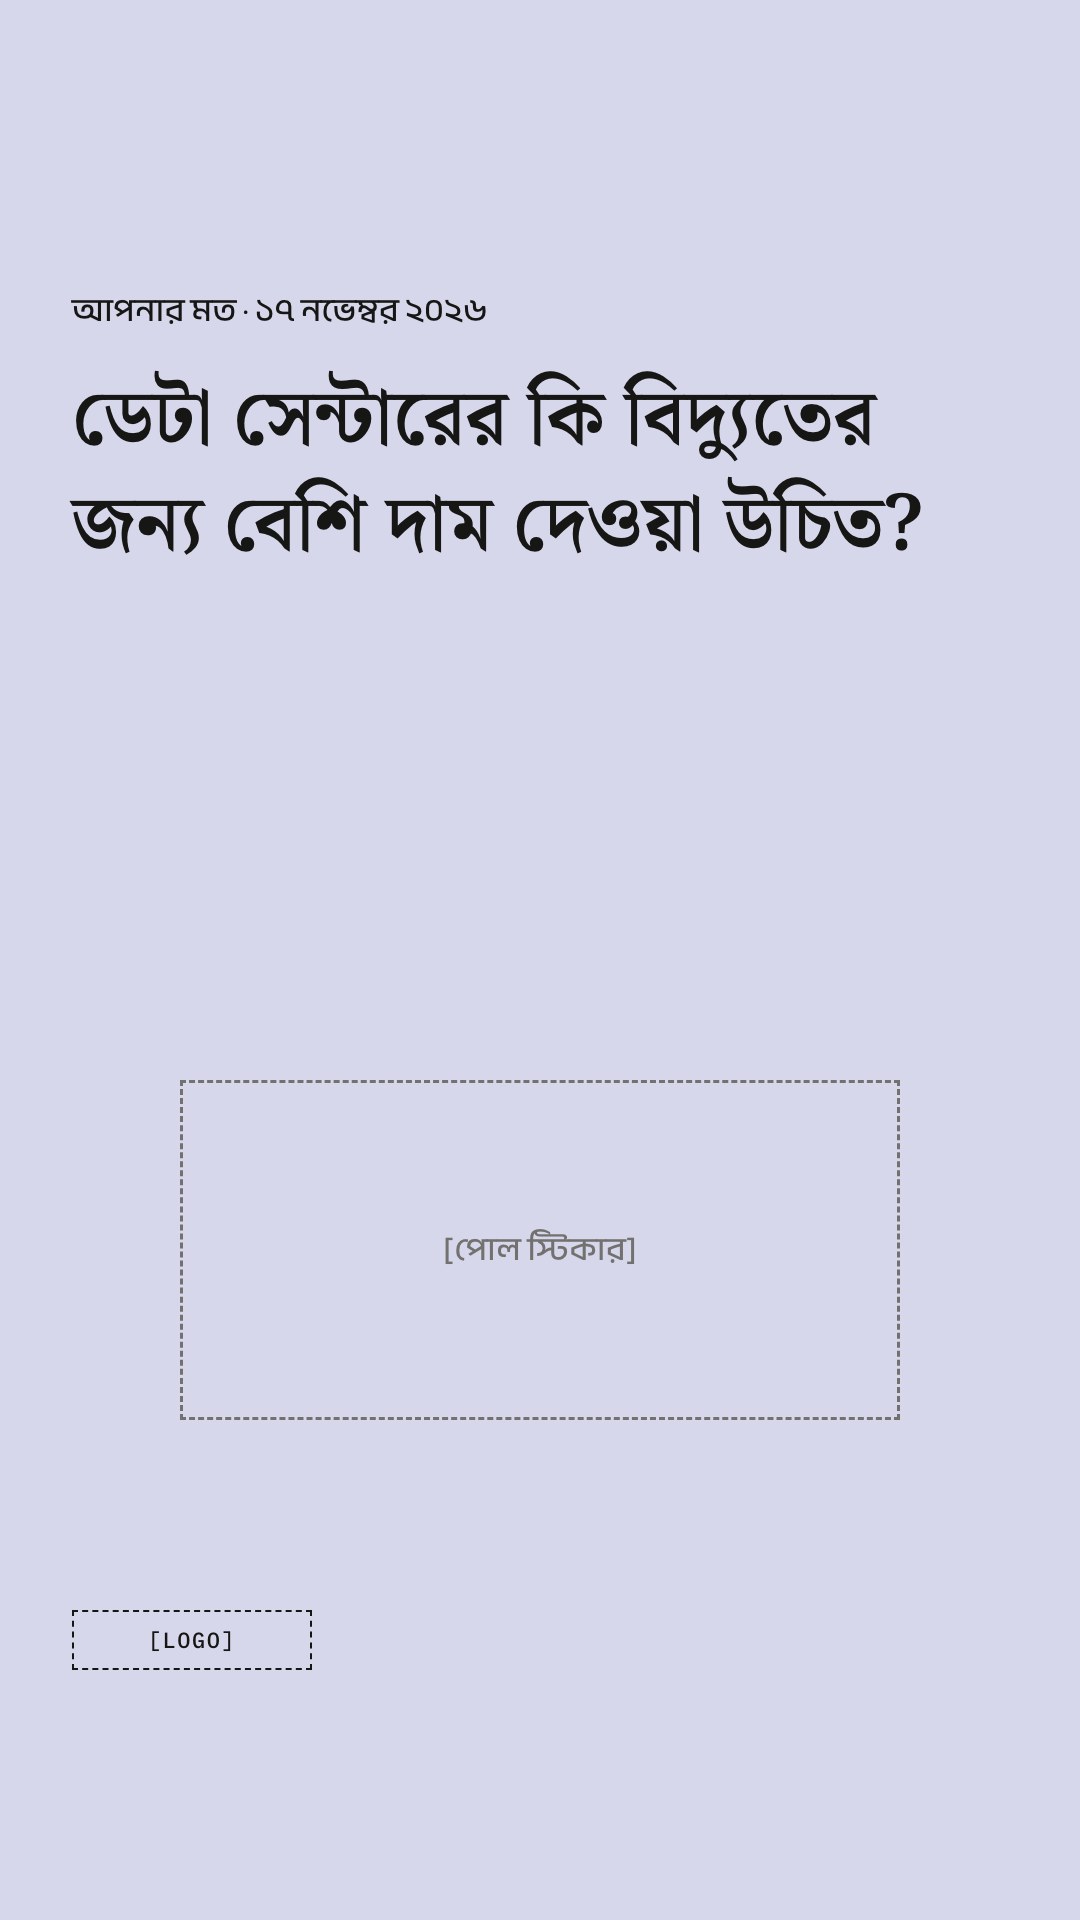 আপনার মত · ১৭ নভেম্বর ২০২৬
ডেটা সেন্টারের কি বিদ্যুতের
জন্য বেশি দাম দেওয়া উচিত?
[পোল স্টিকার]
[LOGO]